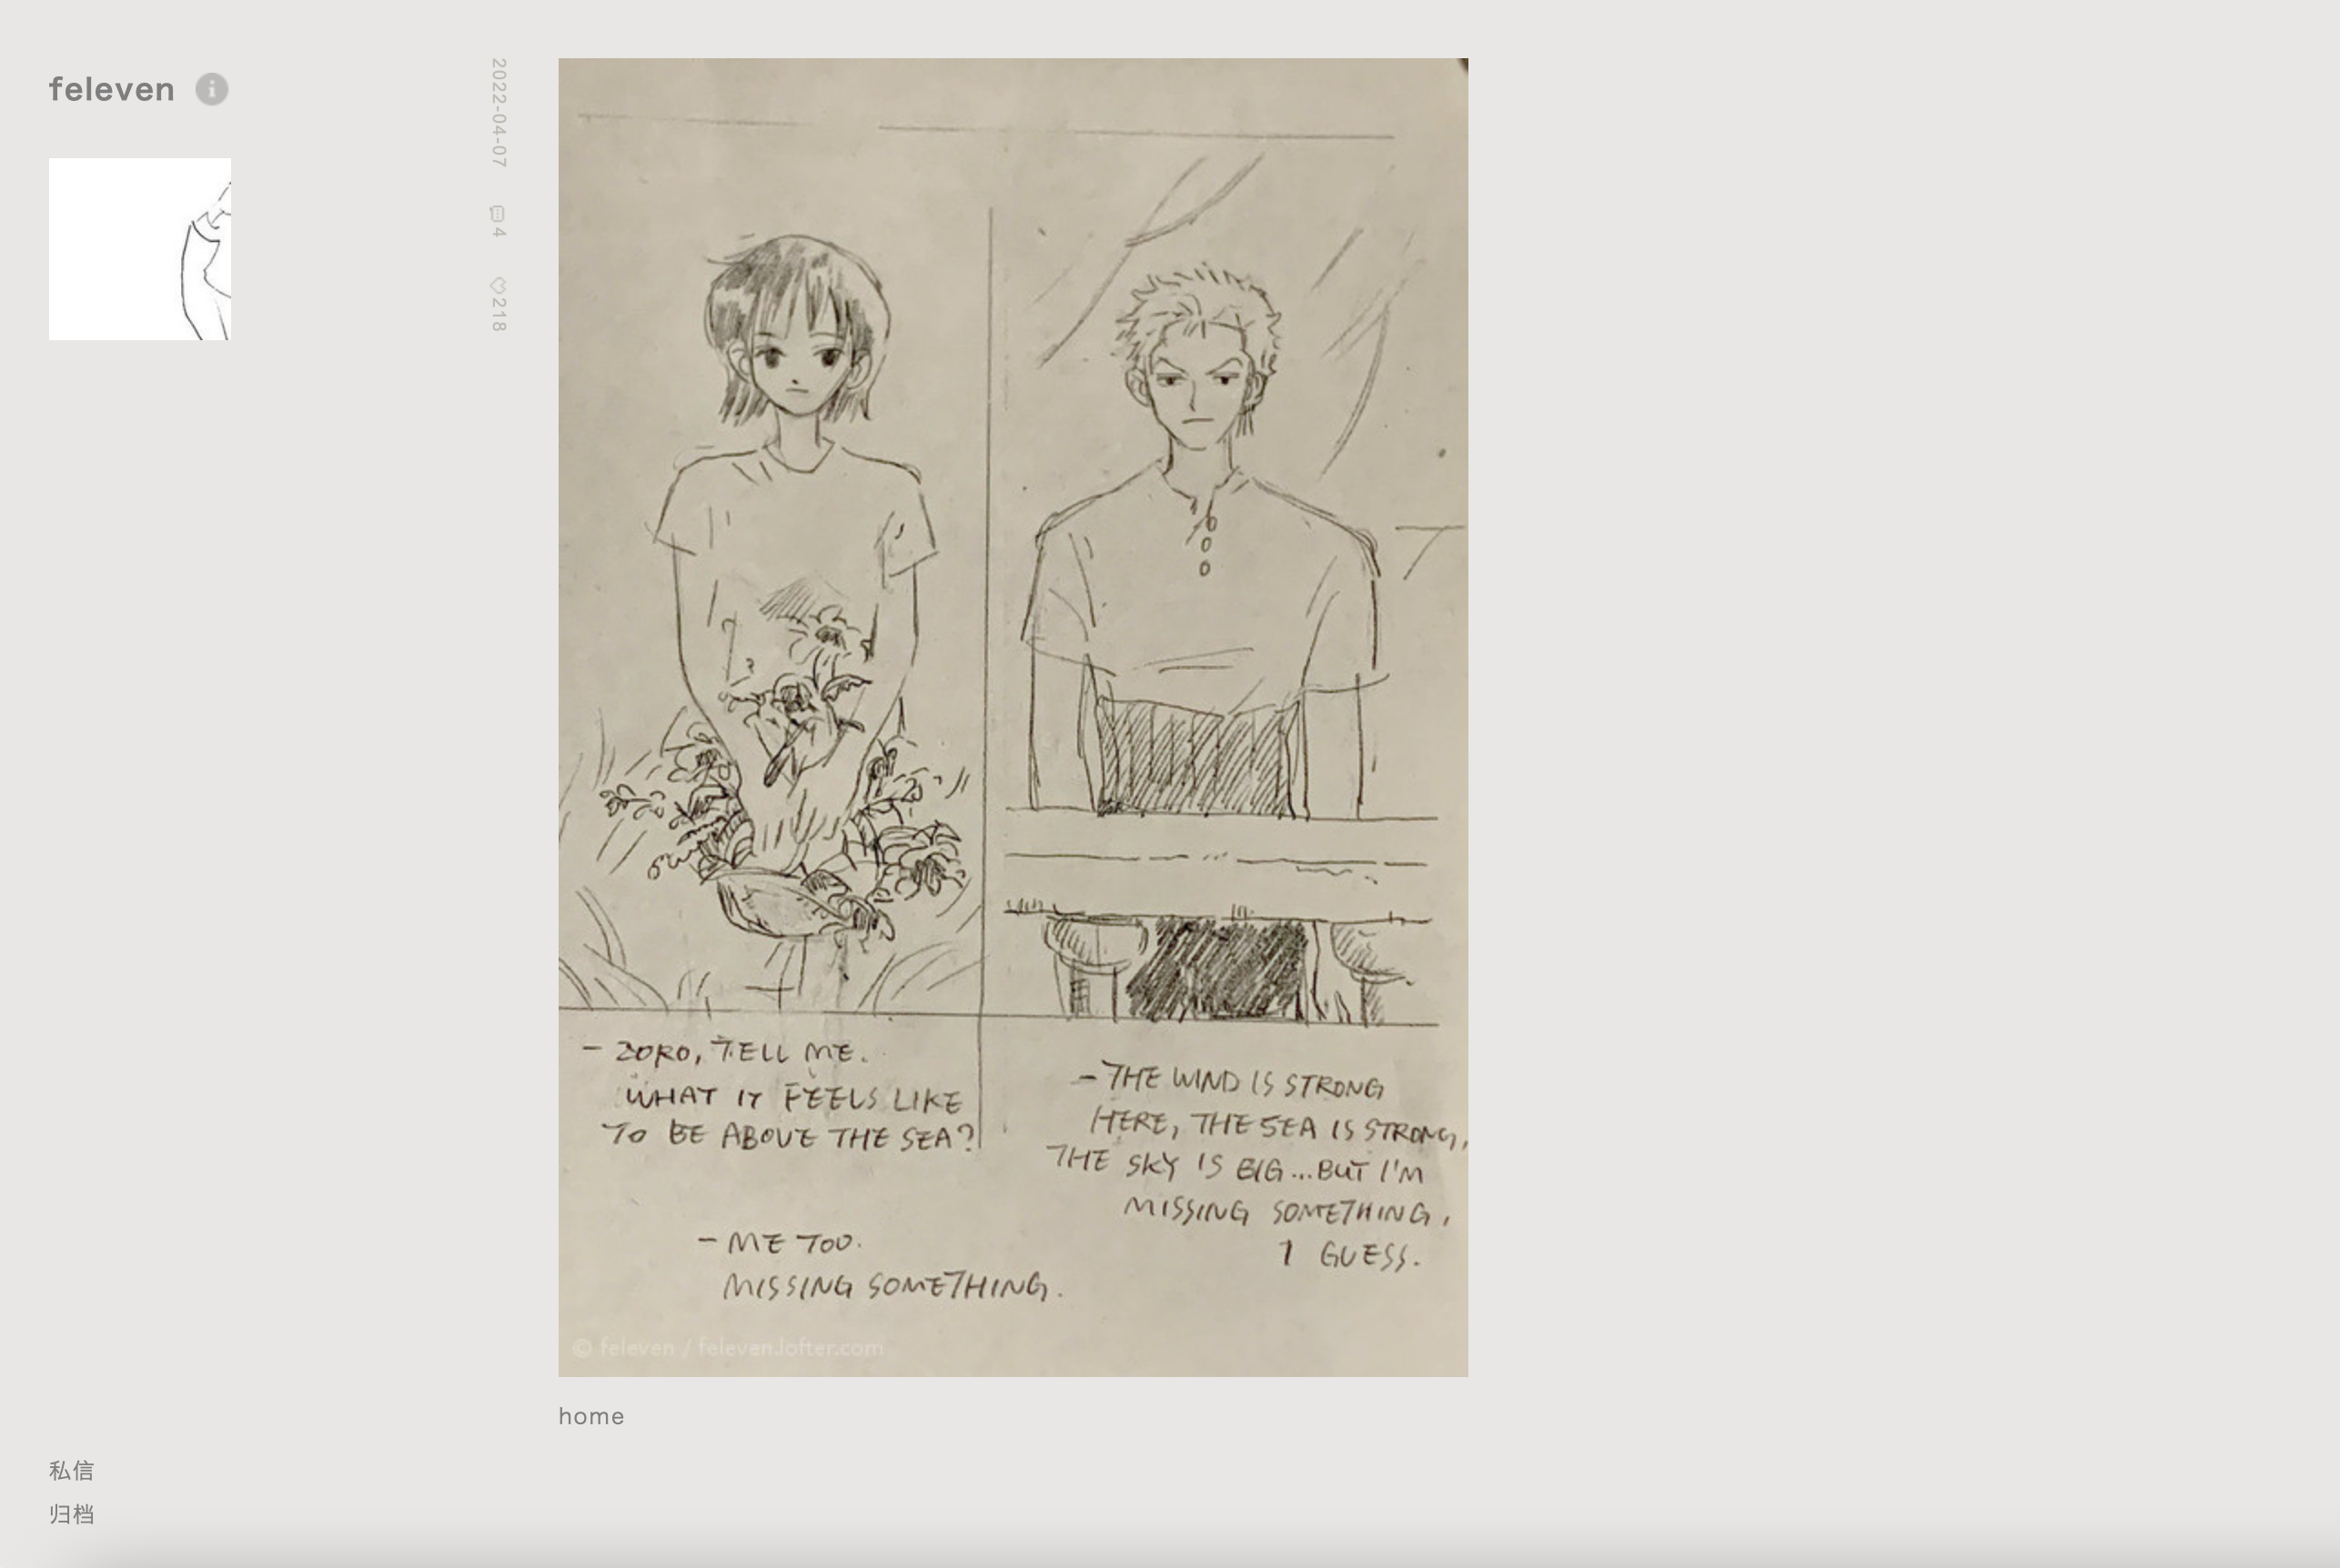 feleven
2022-04-07
4
218
- ZORO, TELL ME.
WHAT IT FEELS LIKE
TO BE ABOVE THE SEA?
- THE WIND IS STRONG
HERE, THE SEA IS STRONG,
THE SKY IS BIG...BUT I'M
MISSING SOMETHING,
I GUESS.
- ME TOO.
MISSING SOMETHING.
© feleven / feleven.lofter.com
home
私信
归档